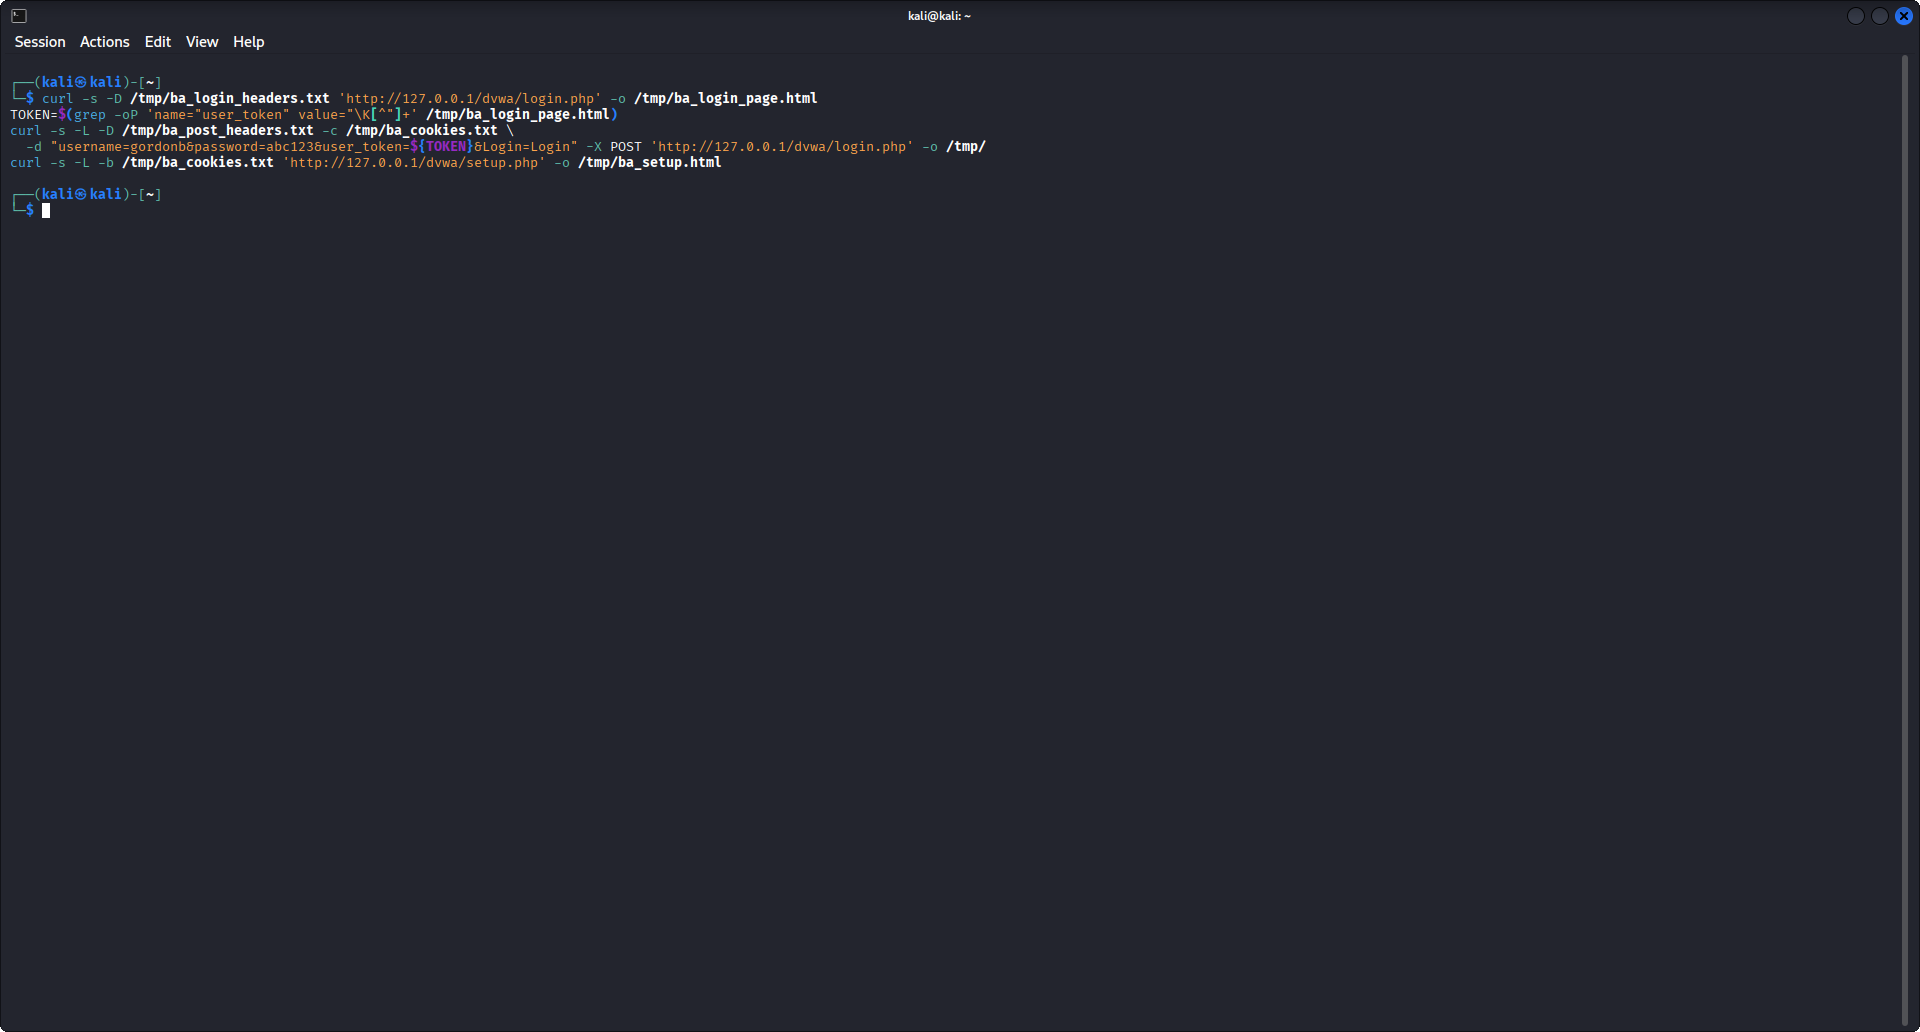 kali@kali: ~
Session Actions Edit View Help
┌──(kali㉿kali)-[~]
└─$ curl -s -D /tmp/ba_login_headers.txt 'http://127.0.0.1/dvwa/login.php' -o /tmp/ba_login_page.html
TOKEN=$(grep -oP 'name="user_token" value="\K[^"]+' /tmp/ba_login_page.html)
curl -s -L -D /tmp/ba_post_headers.txt -c /tmp/ba_cookies.txt \
  -d "username=gordonb&password=abc123&user_token=${TOKEN}&Login=Login" -X POST 'http://127.0.0.1/dvwa/login.php' -o /tmp/
curl -s -L -b /tmp/ba_cookies.txt 'http://127.0.0.1/dvwa/setup.php' -o /tmp/ba_setup.html
┌──(kali㉿kali)-[~]
└─$